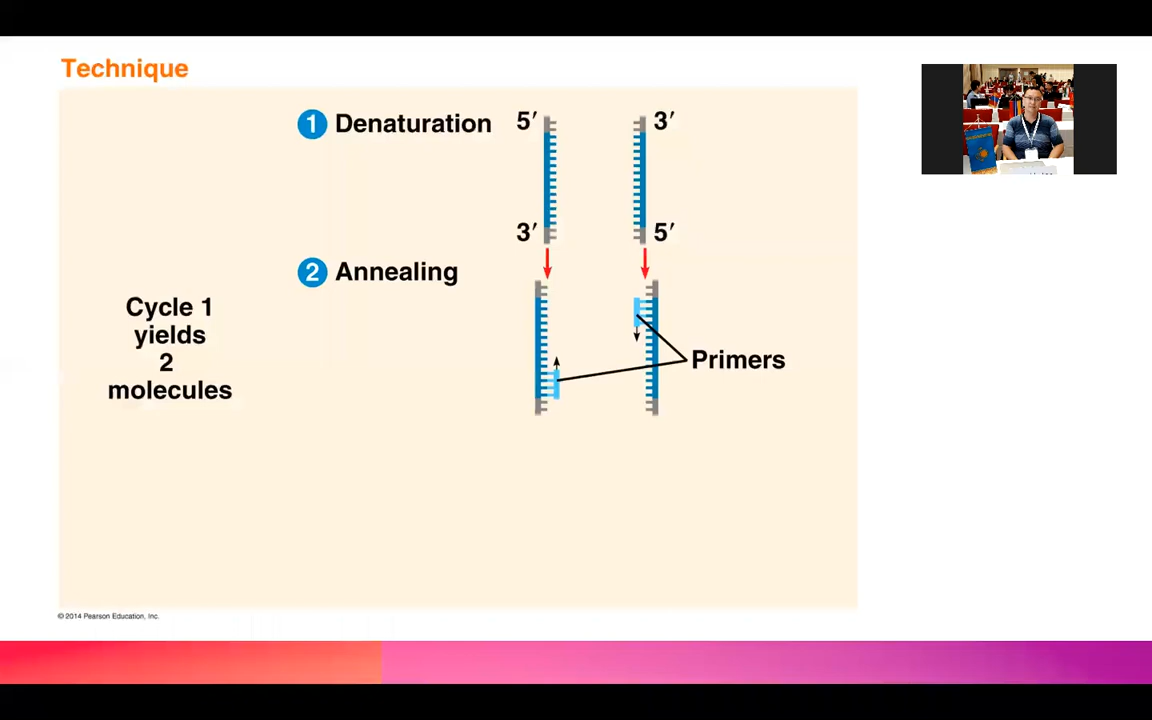 Technique
1 Denaturation
5′ 3′
3′ 5′
2 Annealing
Cycle 1
yields
2
molecules
Primers
© 2014 Pearson Education, Inc.